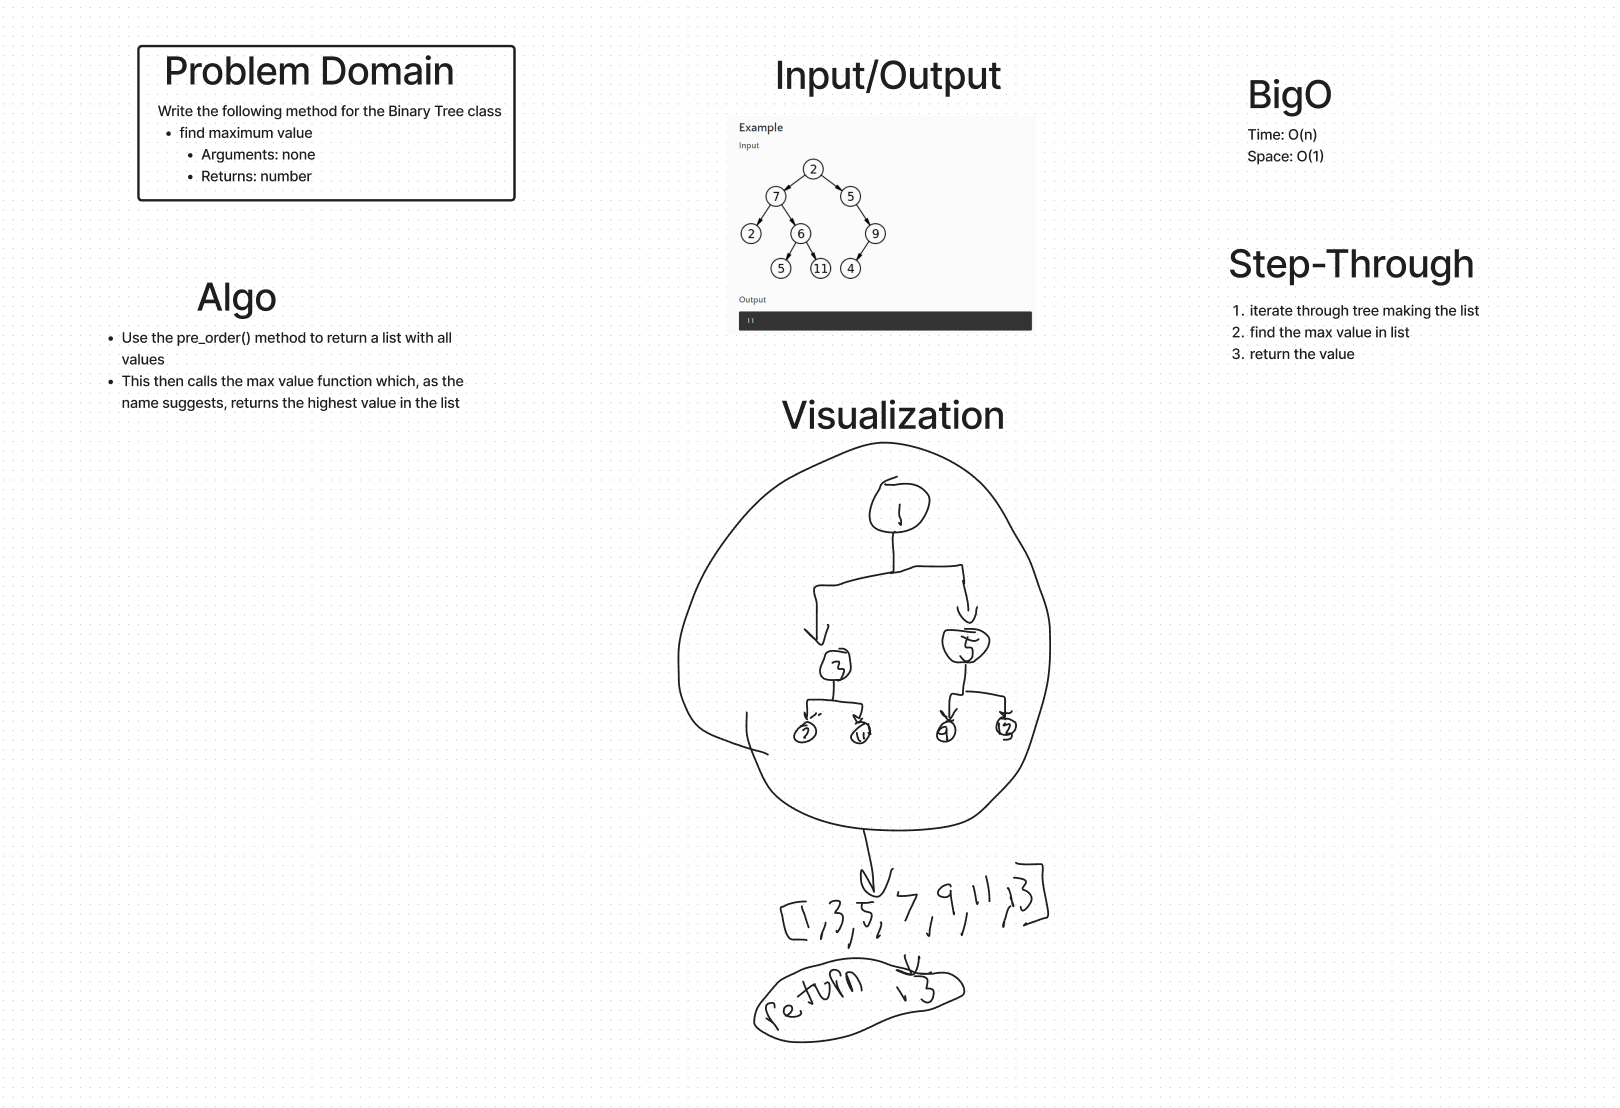 Problem Domain
Write the following method for the Binary Tree class
• find maximum value
• Arguments: none
• Returns: number
Algo
• Use the pre_order() method to return a list with all
values
• This then calls the max value function which, as the
name suggests, returns the highest value in the list
Input/Output
Example
Input
2
7 5
2 6 9
5 11 4
Output
11
Visualization
1
3 5
7 11 9 13
[1,3,5,7,9,11,13]
return 13
BigO
Time: O(n)
Space: O(1)
Step-Through
1. iterate through tree making the list
2. find the max value in list
3. return the value